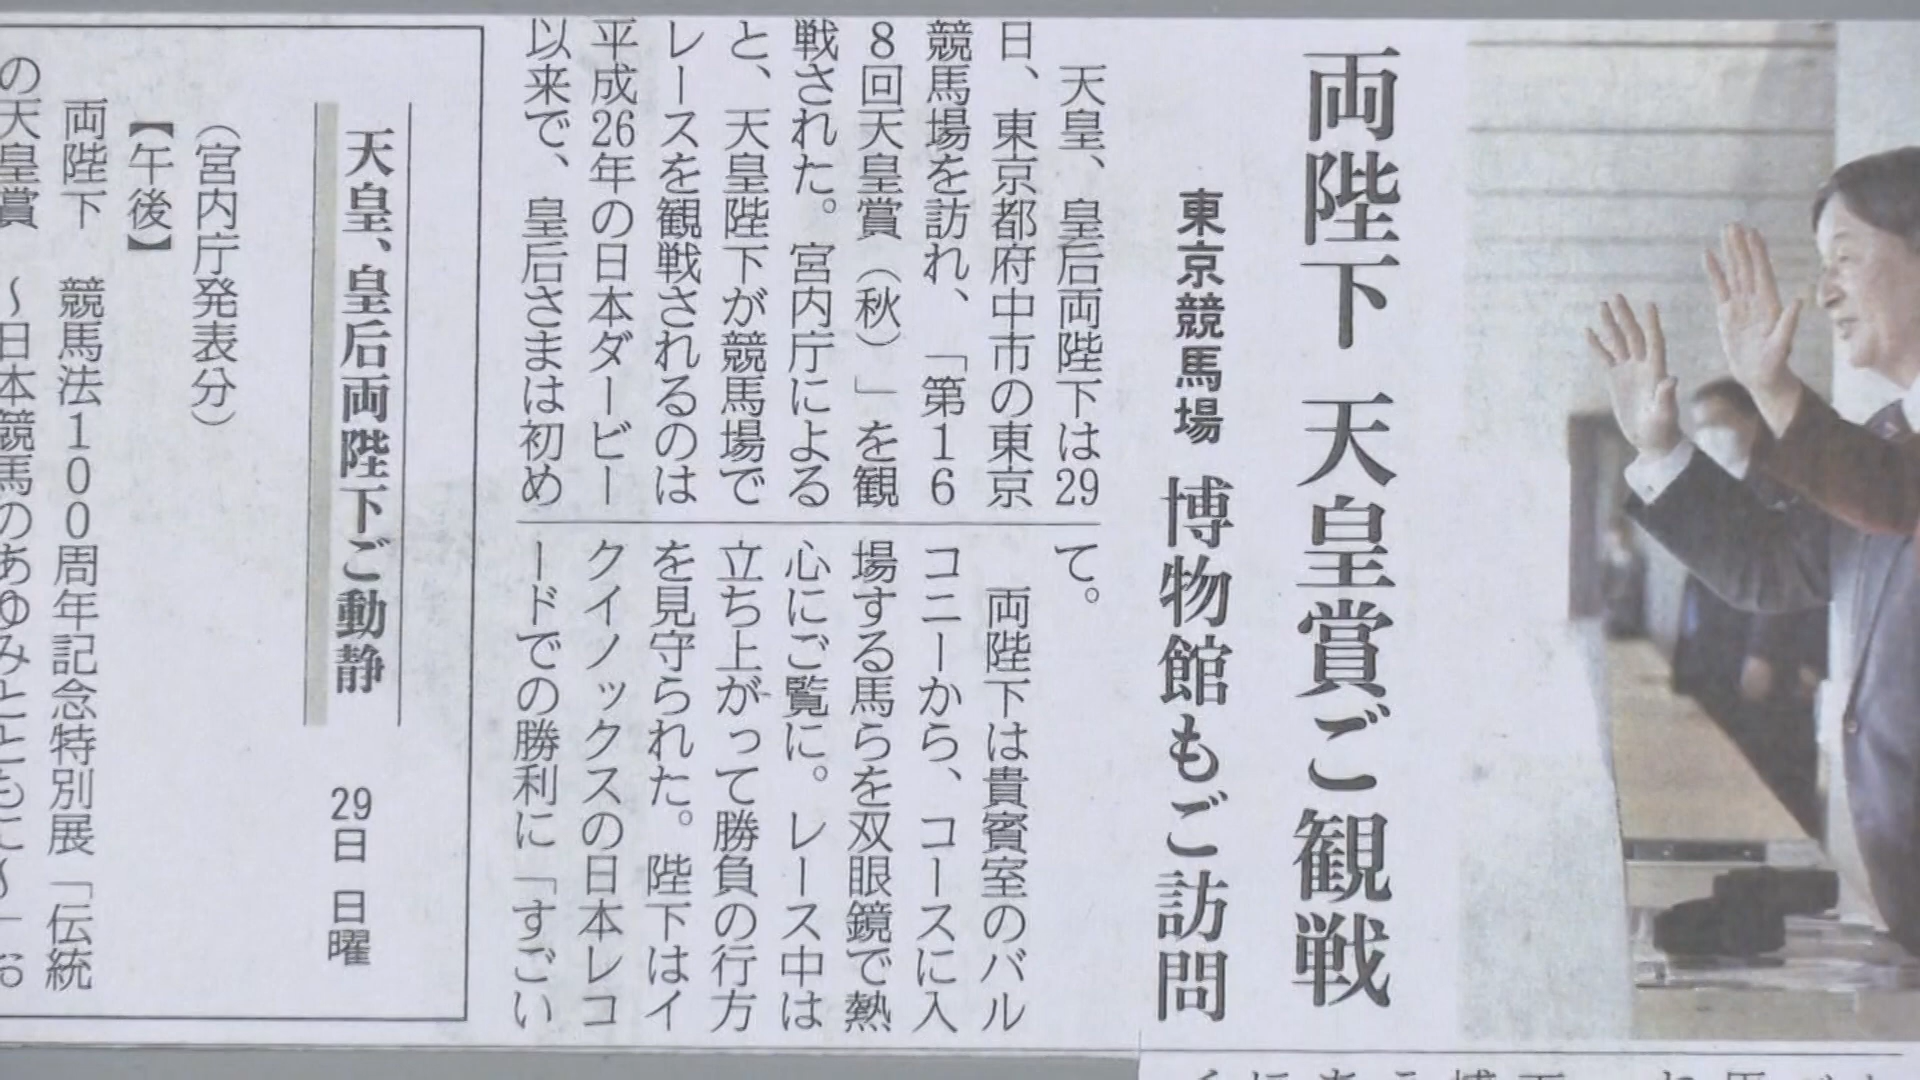 両陛下 天皇賞ご観戦
東京競馬場 博物館もご訪問
天皇、皇后両陛下は29
日、東京都府中市の東京
競馬場を訪れ、「第16
8回天皇賞（秋）」を観
戦された。宮内庁による
と、天皇陛下が競馬場で
レースを観戦されるのは
平成26年の日本ダービー
以来で、皇后さまは初め
て。
両陛下は貴賓室のバル
コニーから、コースに入
場する馬らを双眼鏡で熱
心にご覧に。レース中は
立ち上がって勝負の行方
を見守られた。陛下はイ
クイノックスの日本レコ
ードでの勝利に「すごい
天皇、皇后両陛下ご動静 29日 日曜
（宮内庁発表分）
【午後】
両陛下 競馬法100周年記念特別展「伝統
の天皇賞 〜日本競馬のあゆみとともに〜」お